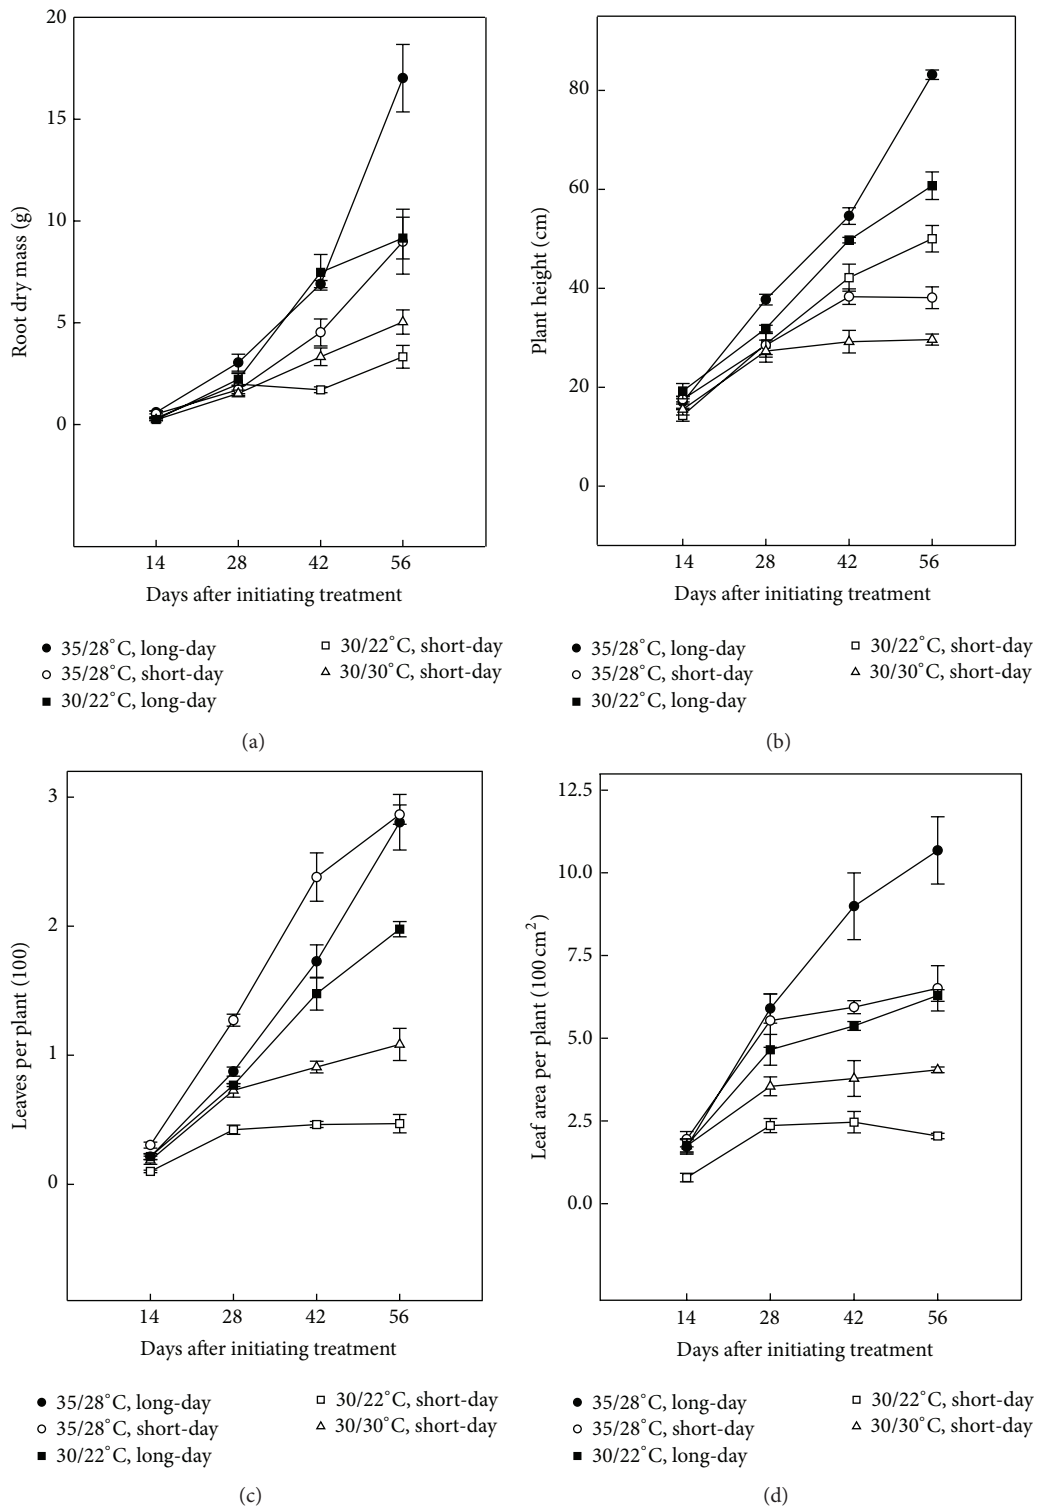 20
15
10
5
0
Root dry mass (g)
14 28 42 56
Days after initiating treatment
35/28°C, long-day
35/28°C, short-day
30/22°C, long-day
30/22°C, short-day
30/30°C, short-day
(a)
80
60
40
20
0
Plant height (cm)
14 28 42 56
Days after initiating treatment
35/28°C, long-day
35/28°C, short-day
30/22°C, long-day
30/22°C, short-day
30/30°C, short-day
(b)
3
2
1
0
Leaves per plant (100)
14 28 42 56
Days after initiating treatment
35/28°C, long-day
35/28°C, short-day
30/22°C, long-day
30/22°C, short-day
30/30°C, short-day
(c)
12.5
10.0
7.5
5.0
2.5
0.0
Leaf area per plant (100 cm²)
14 28 42 56
Days after initiating treatment
35/28°C, long-day
35/28°C, short-day
30/22°C, long-day
30/22°C, short-day
30/30°C, short-day
(d)